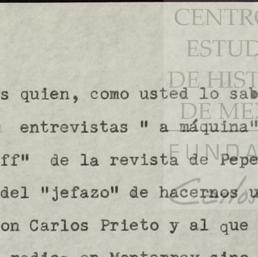 CENTRO
ESTUD
DE HIST
DE ME
FUNDA
s quien, como usted lo sab
entrevistas " a máquina"
ff" de la revista de Pepe
del "jefazo" de hacernos u
on Carlos Prieto y al que